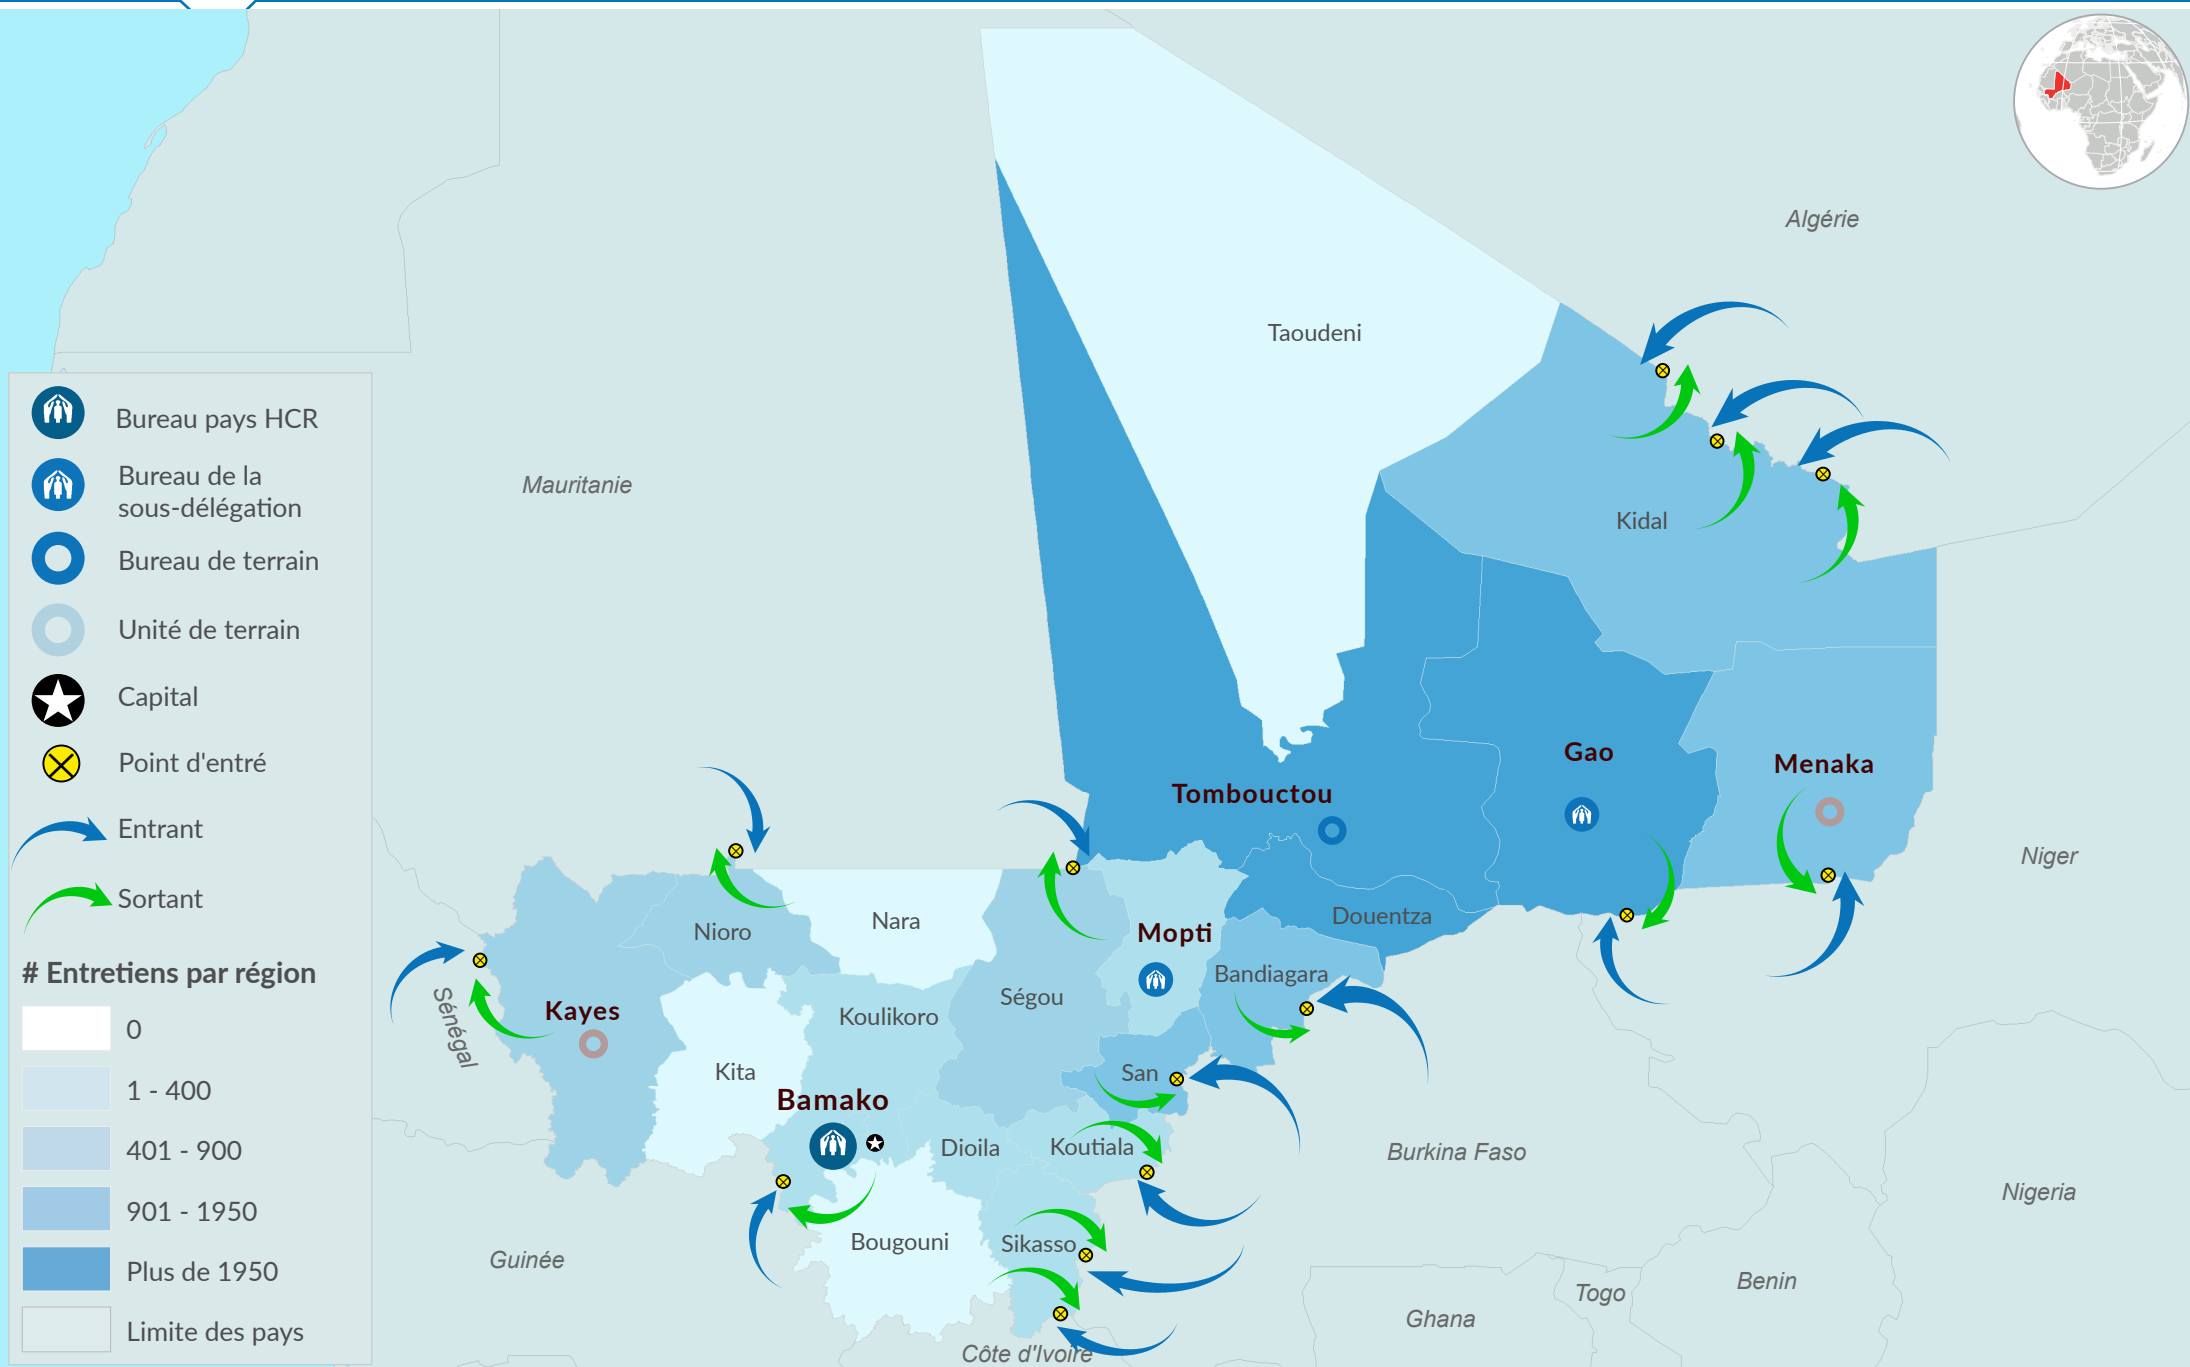 Algérie
Taoudeni
Mauritanie
Kidal
Gao
Menaka
Tombouctou
Niger
Douentza
Nara
Nioro
Mopti
Bandiagara
Ségou
Kayes
Koulikoro
Sénégal
Kita
San
Bamako
Dioila
Koutiala
Burkina Faso
Nigeria
Bougouni
Sikasso
Guinée
Benin
Togo
Ghana
Côte d'Ivoire
Bureau pays HCR
Bureau de la
sous-délégation
Bureau de terrain
Unité de terrain
Capital
Point d'entré
Entrant
Sortant
# Entretiens par région
0
1 - 400
401 - 900
901 - 1950
Plus de 1950
Limite des pays